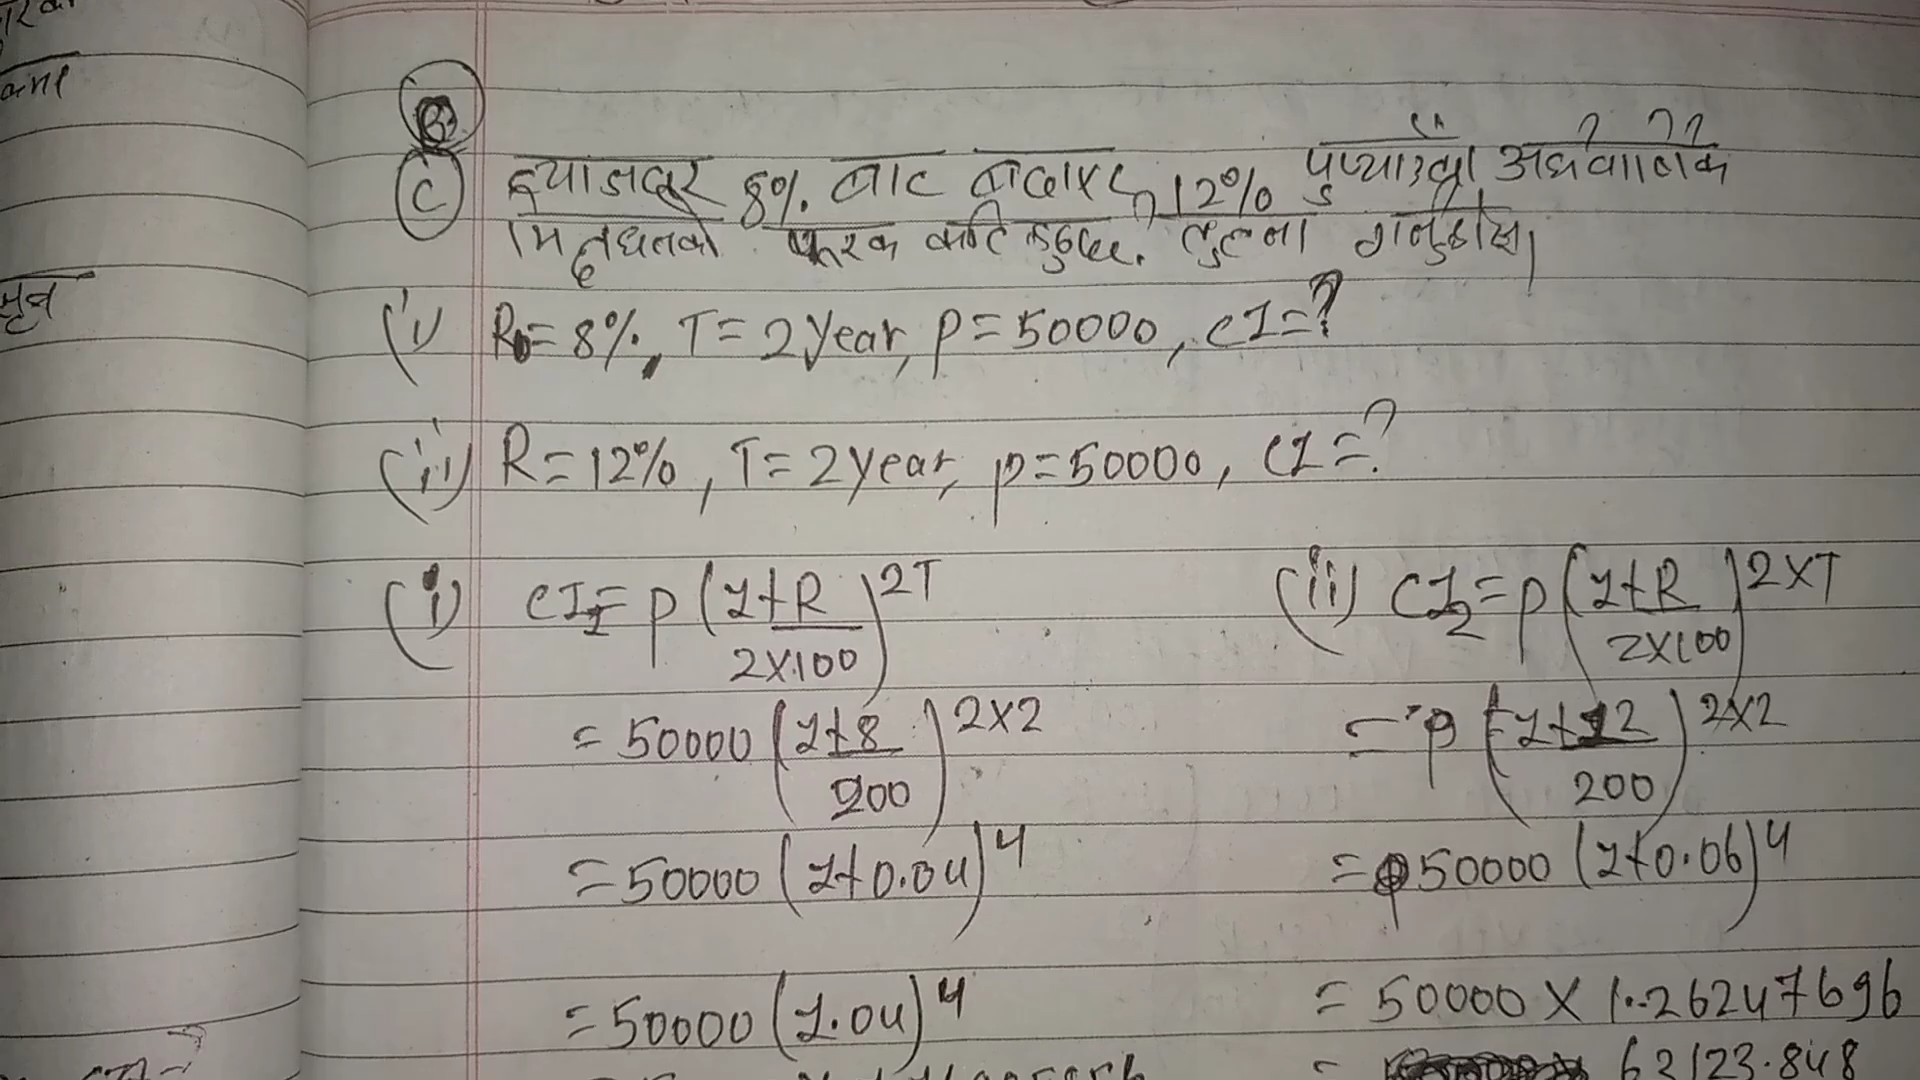 (C) ब्याजदर 8% बाट बढाएर 12% पुर्‍याउँदा अर्धवार्षिक
मिश्रधनको फरक कति हुन्छ? तुलना गर्नुहोस्।
(i) R = 8%, T = 2 year, P = 50000, CI = ?
(ii) R = 12%, T = 2 year, P = 50000, CI = ?
(i) CI₁ = P (1 + R / 2×100)^2T
(ii) CI₂ = P (1 + R / 2×100)^2×T
= 50000 (1 + 8 / 200)^2×2
= P (1 + 12 / 200)^2×2
= 50000 (1 + 0.04)^4
= 50000 (1 + 0.06)^4
= 50000 (1.04)^4
= 50000 × 1.26247696
= 63123.848